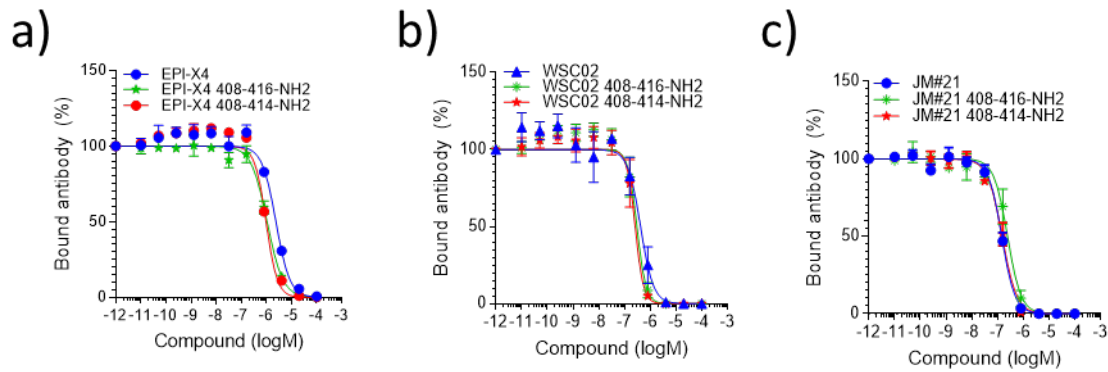 a)
150
100
50
0
Bound antibody (%)
EPI-X4
EPI-X4 408-416-NH2
EPI-X4 408-414-NH2
-12 -11 -10 -9 -8 -7 -6 -5 -4 -3
Compound (logM)
b)
150
100
50
0
Bound antibody (%)
WSC02
WSC02 408-416-NH2
WSC02 408-414-NH2
-12 -11 -10 -9 -8 -7 -6 -5 -4 -3
Compound (logM)
c)
150
100
50
0
Bound antibody (%)
JM#21
JM#21 408-416-NH2
JM#21 408-414-NH2
-12 -11 -10 -9 -8 -7 -6 -5 -4 -3
Compound (logM)